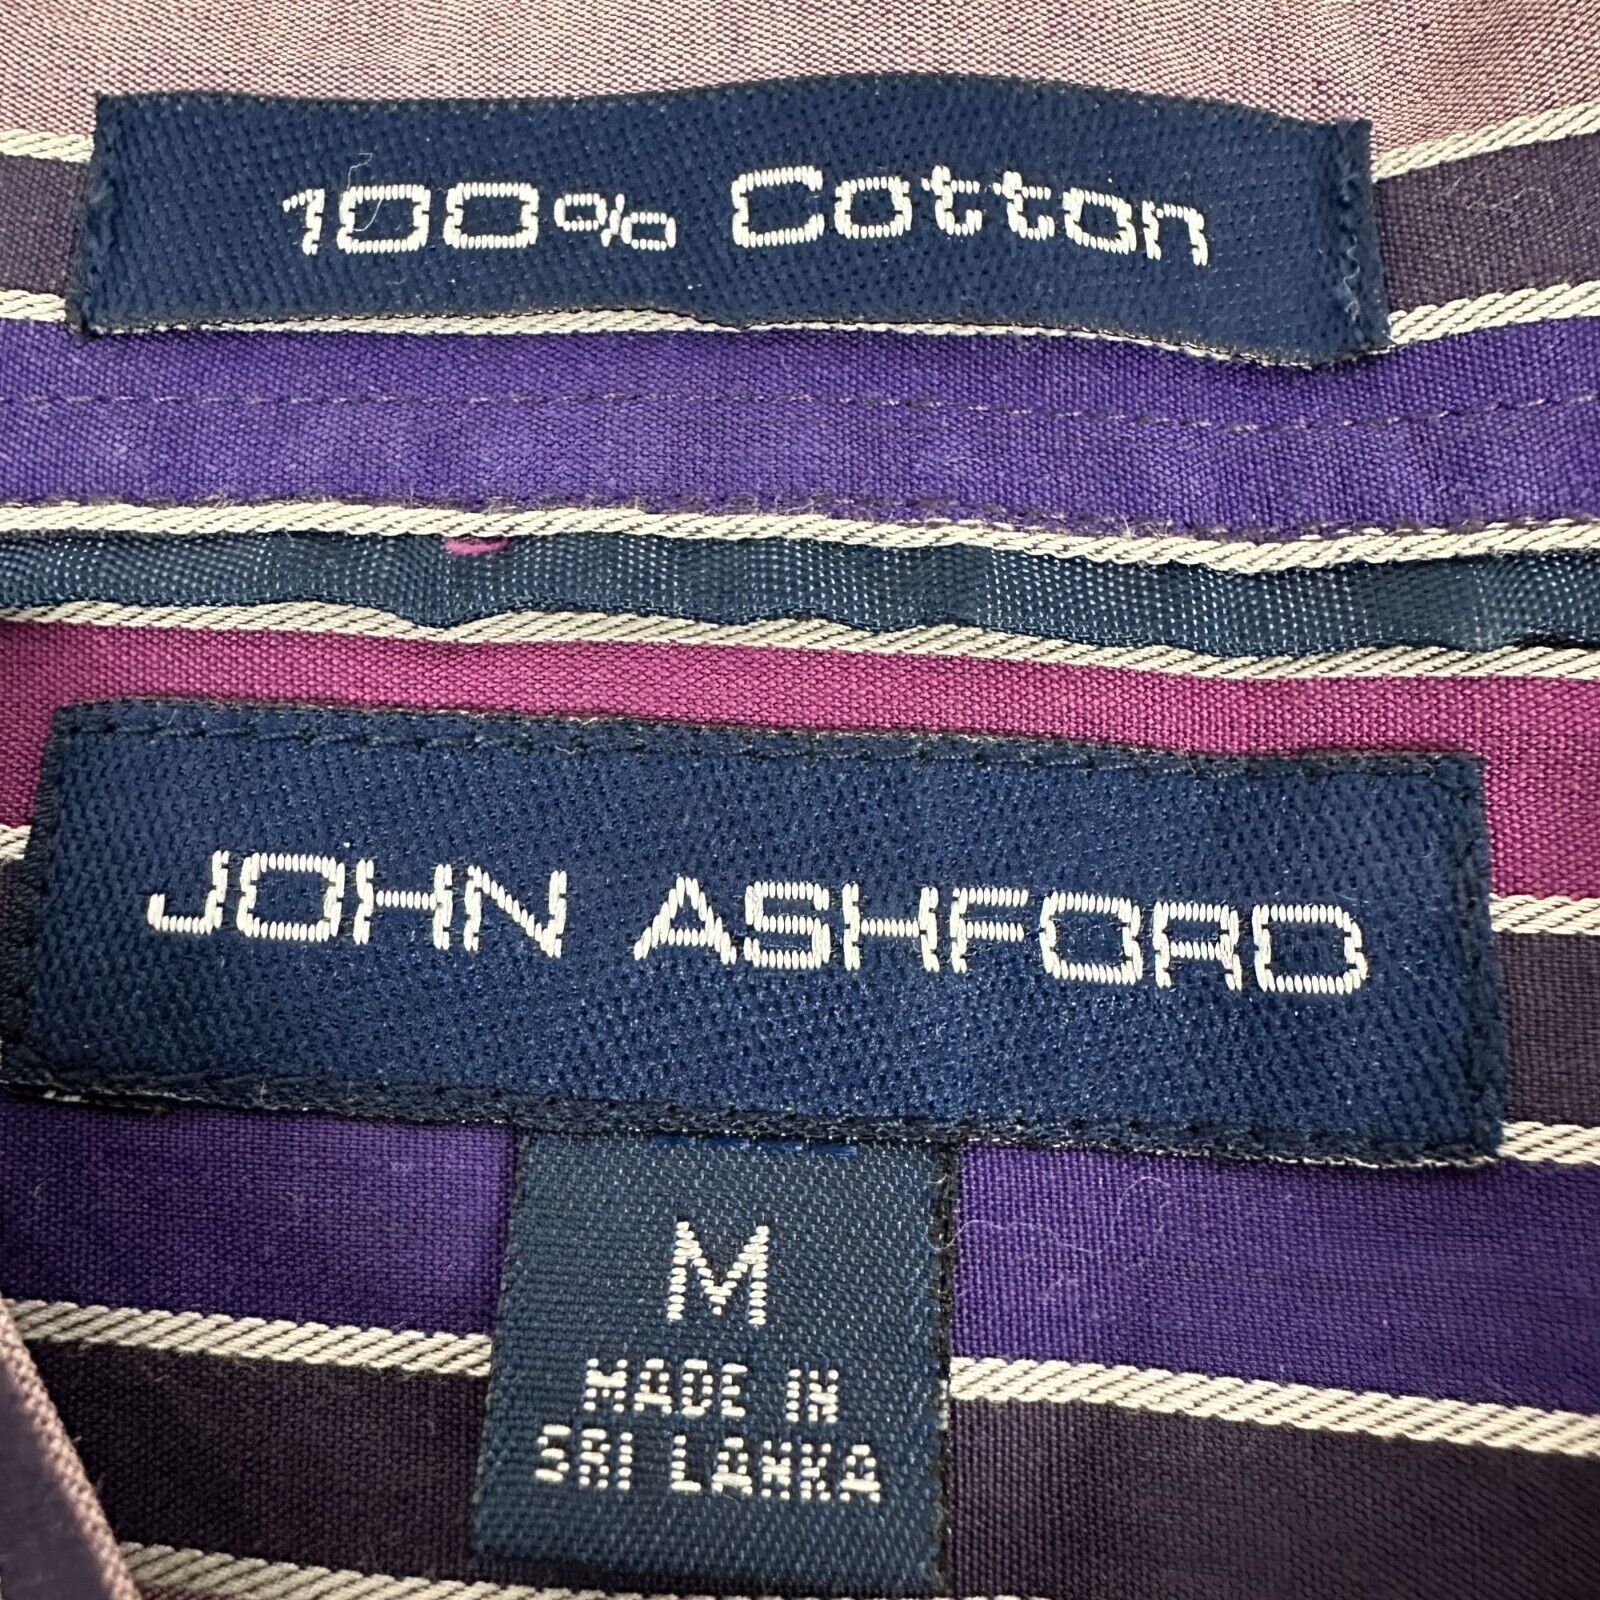 100% Cotton
JOHN ASHFORD
M
MADE IN
SRI LANKA